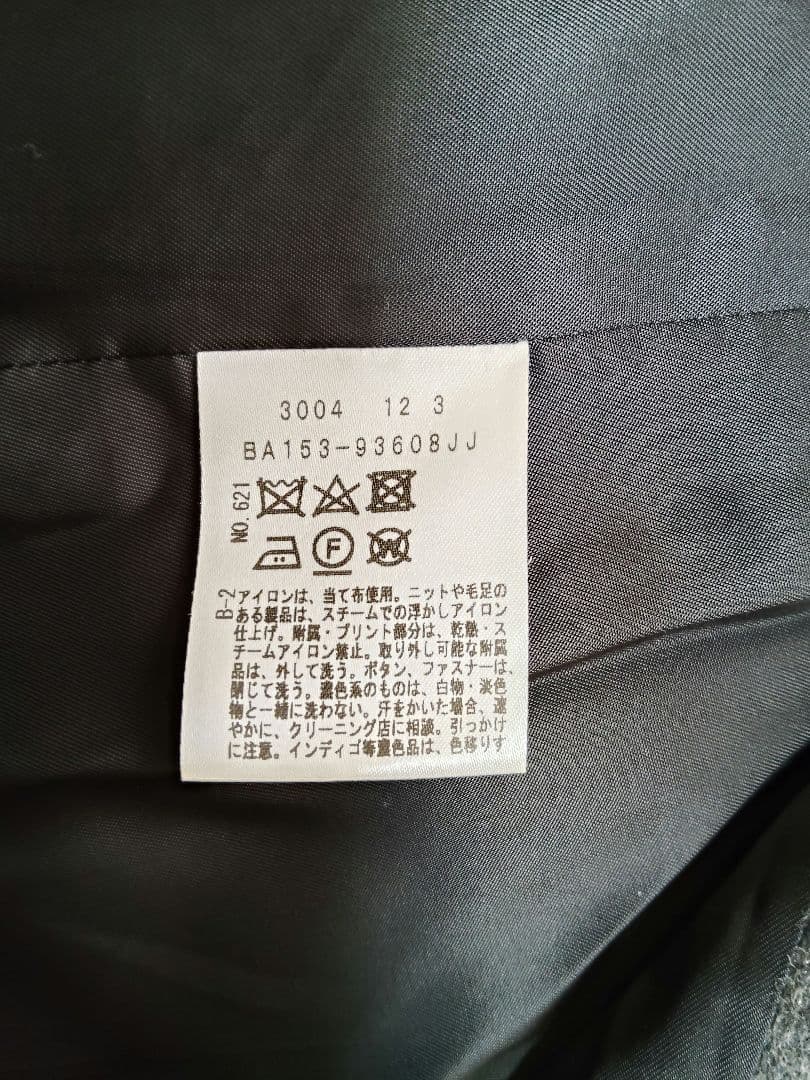 3004 12 3
BA153-93608JJ
NO.621
F
W
B-2
アイロンは、当て布使用。ニットや毛足の
ある製品は、スチームでの浮かしアイロン
仕上げ。附属・プリント部分は、乾熱・ス
チームアイロン禁止。取り外し可能な附属
品は、外して洗う。ボタン、ファスナーは、
閉じて洗う。濃色系のものは、白物・淡色
物と一緒に洗わない。汗をかいた場合、速
やかに、クリーニング店に相談。引っかけ
に注意。インディゴ等濃色品は、色移りす